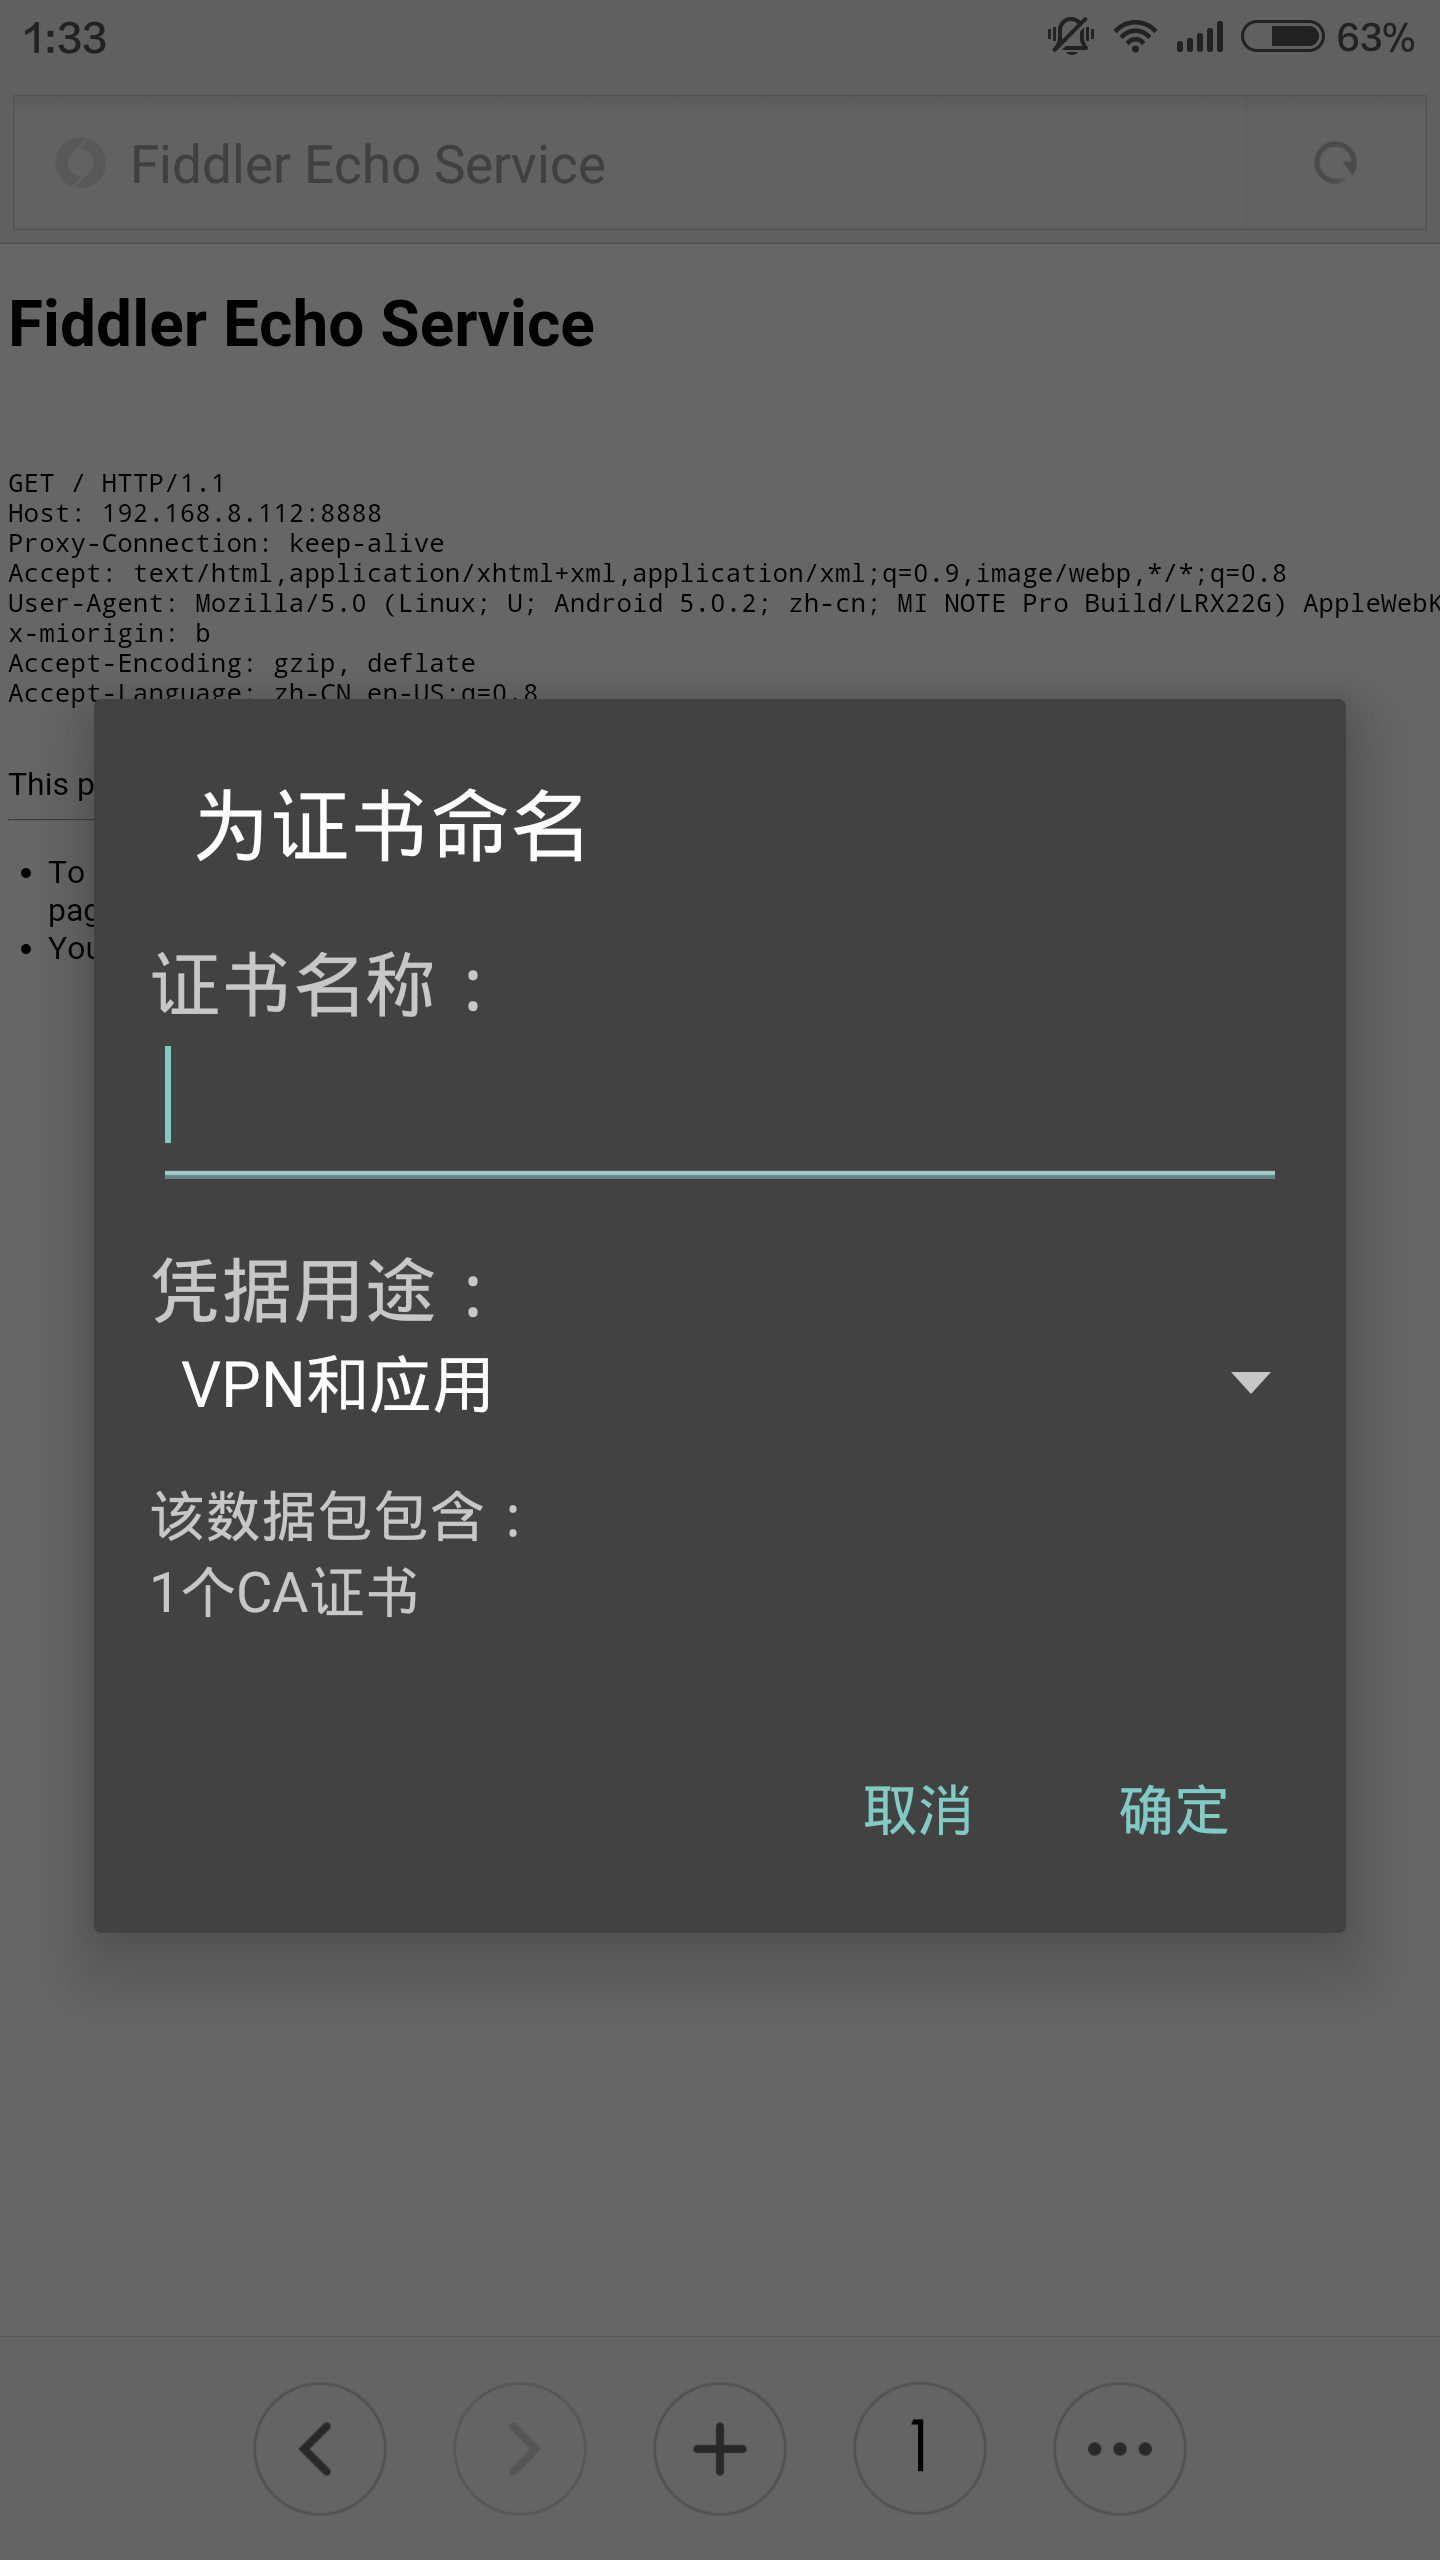 1:33
63%
Fiddler Echo Service
Fiddler Echo Service
GET / HTTP/1.1
Host: 192.168.8.112:8888
Proxy-Connection: keep-alive
Accept: text/html,application/xhtml+xml,application/xml;q=0.9,image/webp,*/*;q=0.8
User-Agent: Mozilla/5.0 (Linux; U; Android 5.0.2; zh-cn; MI NOTE Pro Build/LRX22G) AppleWebK
x-miorigin: b
Accept-Encoding: gzip, deflate
Accept-Language: zh-CN,en-US;q=0.8
This p
To
pag
You
为证书命名
证书名称：
凭据用途：
VPN和应用
该数据包包含：
1个CA证书
取消
确定
1